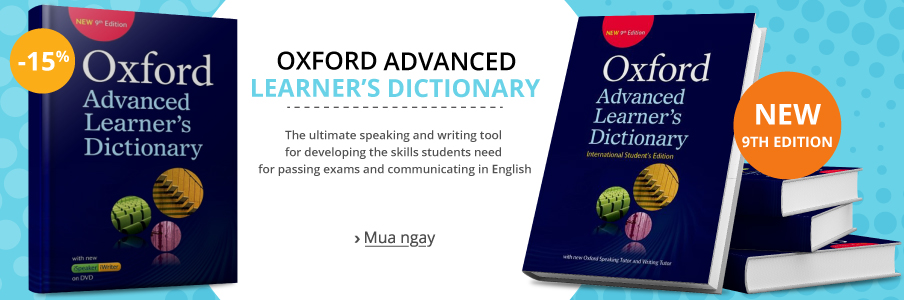 NEW 9th Edition
-15%
Oxford
Advanced
Learner's
Dictionary
with new
iSpeaker iWriter
on DVD
OXFORD ADVANCED
LEARNER'S DICTIONARY
The ultimate speaking and writing tool
for developing the skills students need
for passing exams and communicating in English
› Mua ngay
NEW 9th Edition
Oxford
Advanced
Learner's
Dictionary
International Student's Edition
with new Oxford Speaking Tutor and Writing Tutor
NEW
9TH EDITION